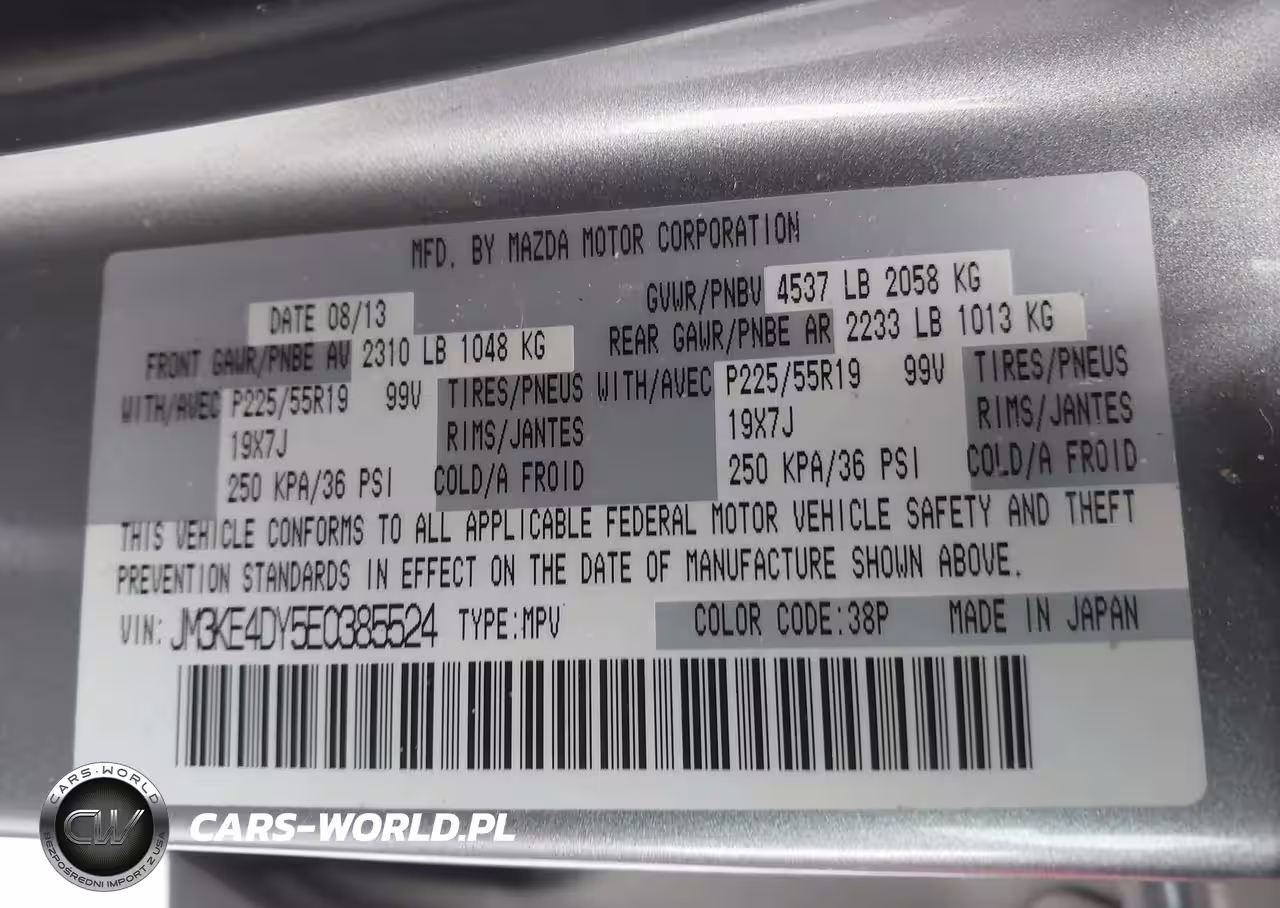 MFD. BY MAZDA MOTOR CORPORATION
DATE 08/13 GVWR/PNBV 4537 LB 2058 KG
FRONT GAWR/PNBE AV 2310 LB 1048 KG REAR GAWR/PNBE AR 2233 LB 1013 KG
WITH/AVEC P225/55R19 99V TIRES/PNEUS WITH/AVEC P225/55R19 99V TIRES/PNEUS
19X7J RIMS/JANTES 19X7J RIMS/JANTES
250 KPA/36 PSI COLD/A FROID 250 KPA/36 PSI COLD/A FROID
THIS VEHICLE CONFORMS TO ALL APPLICABLE FEDERAL MOTOR VEHICLE SAFETY AND THEFT
PREVENTION STANDARDS IN EFFECT ON THE DATE OF MANUFACTURE SHOWN ABOVE.
VIN: JM3KE4DY5E0385524 TYPE:MPV COLOR CODE:38P MADE IN JAPAN
CARS-WORLD
CW
BEZPOŚREDNI IMPORT Z USA
CARS-WORLD.PL